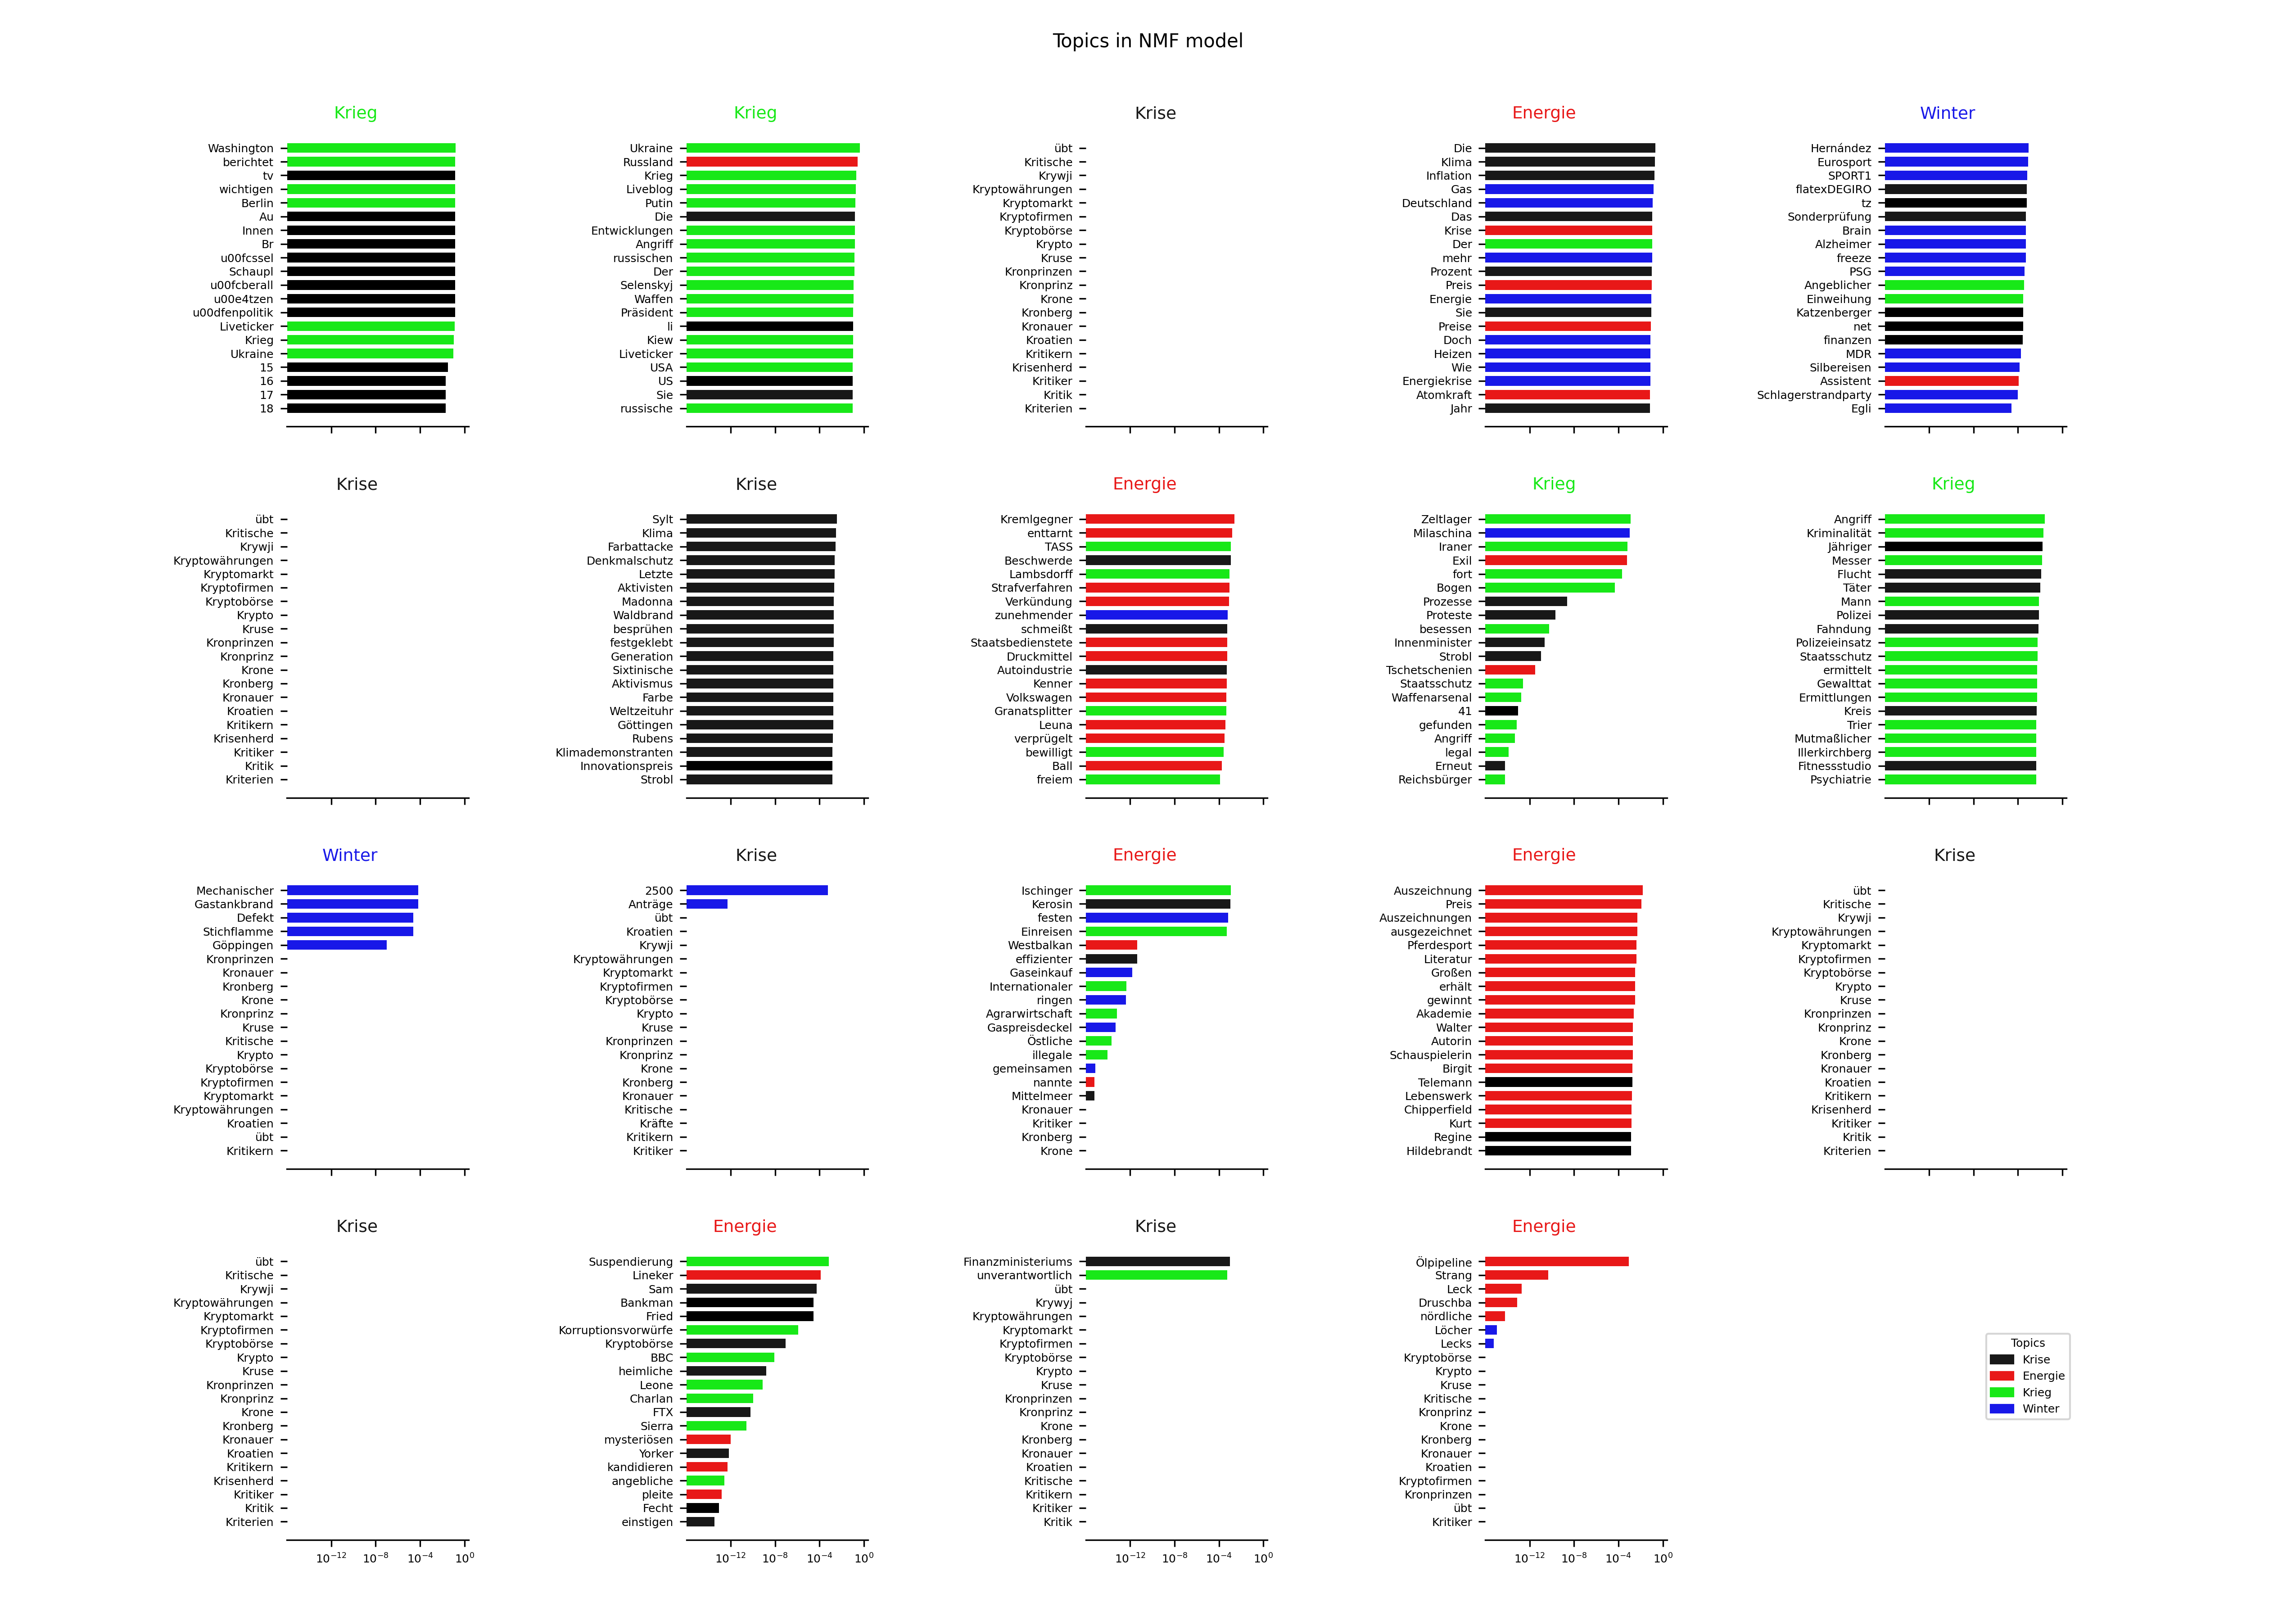 Topics in NMF model
Krieg
Washington
berichtet
tv
wichtigen
Berlin
Au
Innen
Br
u00fcssel
Schaupl
u00fcberall
u00e4tzen
u00dfenpolitik
Liveticker
Krieg
Ukraine
15
16
17
18
Krieg
Ukraine
Russland
Krieg
Liveblog
Putin
Die
Entwicklungen
Angriff
russischen
Der
Selenskyj
Waffen
Präsident
li
Kiew
Liveticker
USA
US
Sie
russische
Krise
übt
Kritische
Krywji
Kryptowährungen
Kryptomarkt
Kryptofirmen
Kryptobörse
Krypto
Kruse
Kronprinzen
Kronprinz
Krone
Kronberg
Kronauer
Kroatien
Kritikern
Krisenherd
Kritiker
Kritik
Kriterien
Energie
Die
Klima
Inflation
Gas
Deutschland
Das
Krise
Der
mehr
Prozent
Preis
Energie
Sie
Preise
Doch
Heizen
Wie
Energiekrise
Atomkraft
Jahr
Winter
Hernández
Eurosport
SPORT1
flatexDEGIRO
tz
Sonderprüfung
Brain
Alzheimer
freeze
PSG
Angeblicher
Einweihung
Katzenberger
net
finanzen
MDR
Silbereisen
Assistent
Schlagerstrandparty
Egli
Krise
übt
Kritische
Krywji
Kryptowährungen
Kryptomarkt
Kryptofirmen
Kryptobörse
Krypto
Kruse
Kronprinzen
Kronprinz
Krone
Kronberg
Kronauer
Kroatien
Kritikern
Krisenherd
Kritiker
Kritik
Kriterien
Krise
Sylt
Klima
Farbattacke
Denkmalschutz
Letzte
Aktivisten
Madonna
Waldbrand
besprühen
festgeklebt
Generation
Sixtinische
Aktivismus
Farbe
Weltzeituhr
Göttingen
Rubens
Klimademonstranten
Innovationspreis
Strobl
Energie
Kremlgegner
enttarnt
TASS
Beschwerde
Lambsdorff
Strafverfahren
Verkündung
zunehmender
schmeißt
Staatsbedienstete
Druckmittel
Autoindustrie
Kenner
Volkswagen
Granatsplitter
Leuna
verprügelt
bewilligt
Ball
freiem
Krieg
Zeltlager
Milaschina
Iraner
Exil
fort
Bogen
Prozesse
Proteste
besessen
Innenminister
Strobl
Tschetschenien
Staatsschutz
Waffenarsenal
41
gefunden
Angriff
legal
Erneut
Reichsbürger
Krieg
Angriff
Kriminalität
Jähriger
Messer
Flucht
Täter
Mann
Polizei
Fahndung
Polizeieinsatz
Staatsschutz
ermittelt
Gewalttat
Ermittlungen
Kreis
Trier
Mutmaßlicher
Illerkirchberg
Fitnessstudio
Psychiatrie
Winter
Mechanischer
Gastankbrand
Defekt
Stichflamme
Göppingen
Kronprinzen
Kronauer
Kronberg
Krone
Kronprinz
Kruse
Kritische
Krypto
Kryptobörse
Kryptofirmen
Kryptomarkt
Kryptowährungen
Kroatien
übt
Kritikern
Krise
2500
Anträge
übt
Kroatien
Krywji
Kryptowährungen
Kryptomarkt
Kryptofirmen
Kryptobörse
Krypto
Kruse
Kronprinzen
Kronprinz
Krone
Kronberg
Kronauer
Kritische
Kräfte
Kritikern
Kritiker
Energie
Ischinger
Kerosin
festen
Einreisen
Westbalkan
effizienter
Gaseinkauf
Internationaler
ringen
Agrarwirtschaft
Gaspreisdeckel
Östliche
illegale
gemeinsamen
nannte
Mittelmeer
Kronauer
Kritiker
Kronberg
Krone
Energie
Auszeichnung
Preis
Auszeichnungen
ausgezeichnet
Pferdesport
Literatur
Großen
erhält
gewinnt
Akademie
Walter
Autorin
Schauspielerin
Birgit
Telemann
Lebenswerk
Chipperfield
Kurt
Regine
Hildebrandt
Krise
übt
Kritische
Krywji
Kryptowährungen
Kryptomarkt
Kryptofirmen
Kryptobörse
Krypto
Kruse
Kronprinzen
Kronprinz
Krone
Kronberg
Kronauer
Kroatien
Kritikern
Krisenherd
Kritiker
Kritik
Kriterien
Krise
übt
Kritische
Krywji
Kryptowährungen
Kryptomarkt
Kryptofirmen
Kryptobörse
Krypto
Kruse
Kronprinzen
Kronprinz
Krone
Kronberg
Kronauer
Kroatien
Kritikern
Krisenherd
Kritiker
Kritik
Kriterien
10⁻¹² 10⁻⁸ 10⁻⁴ 10⁰
Energie
Suspendierung
Lineker
Sam
Bankman
Fried
Korruptionsvorwürfe
Kryptobörse
BBC
heimliche
Leone
Charlan
FTX
Sierra
mysteriösen
Yorker
kandidieren
angebliche
pleite
Fecht
einstigen
10⁻¹² 10⁻⁸ 10⁻⁴ 10⁰
Krise
Finanzministeriums
unverantwortlich
übt
Krywyj
Kryptowährungen
Kryptomarkt
Kryptofirmen
Kryptobörse
Krypto
Kruse
Kronprinzen
Kronprinz
Krone
Kronberg
Kronauer
Kroatien
Kritische
Kritikern
Kritiker
Kritik
10⁻¹² 10⁻⁸ 10⁻⁴ 10⁰
Energie
Ölpipeline
Strang
Leck
Druschba
nördliche
Löcher
Lecks
Kryptobörse
Krypto
Kruse
Kritische
Kronprinz
Krone
Kronberg
Kronauer
Kroatien
Kryptofirmen
Kronprinzen
übt
Kritiker
10⁻¹² 10⁻⁸ 10⁻⁴ 10⁰
Topics
Krise
Energie
Krieg
Winter